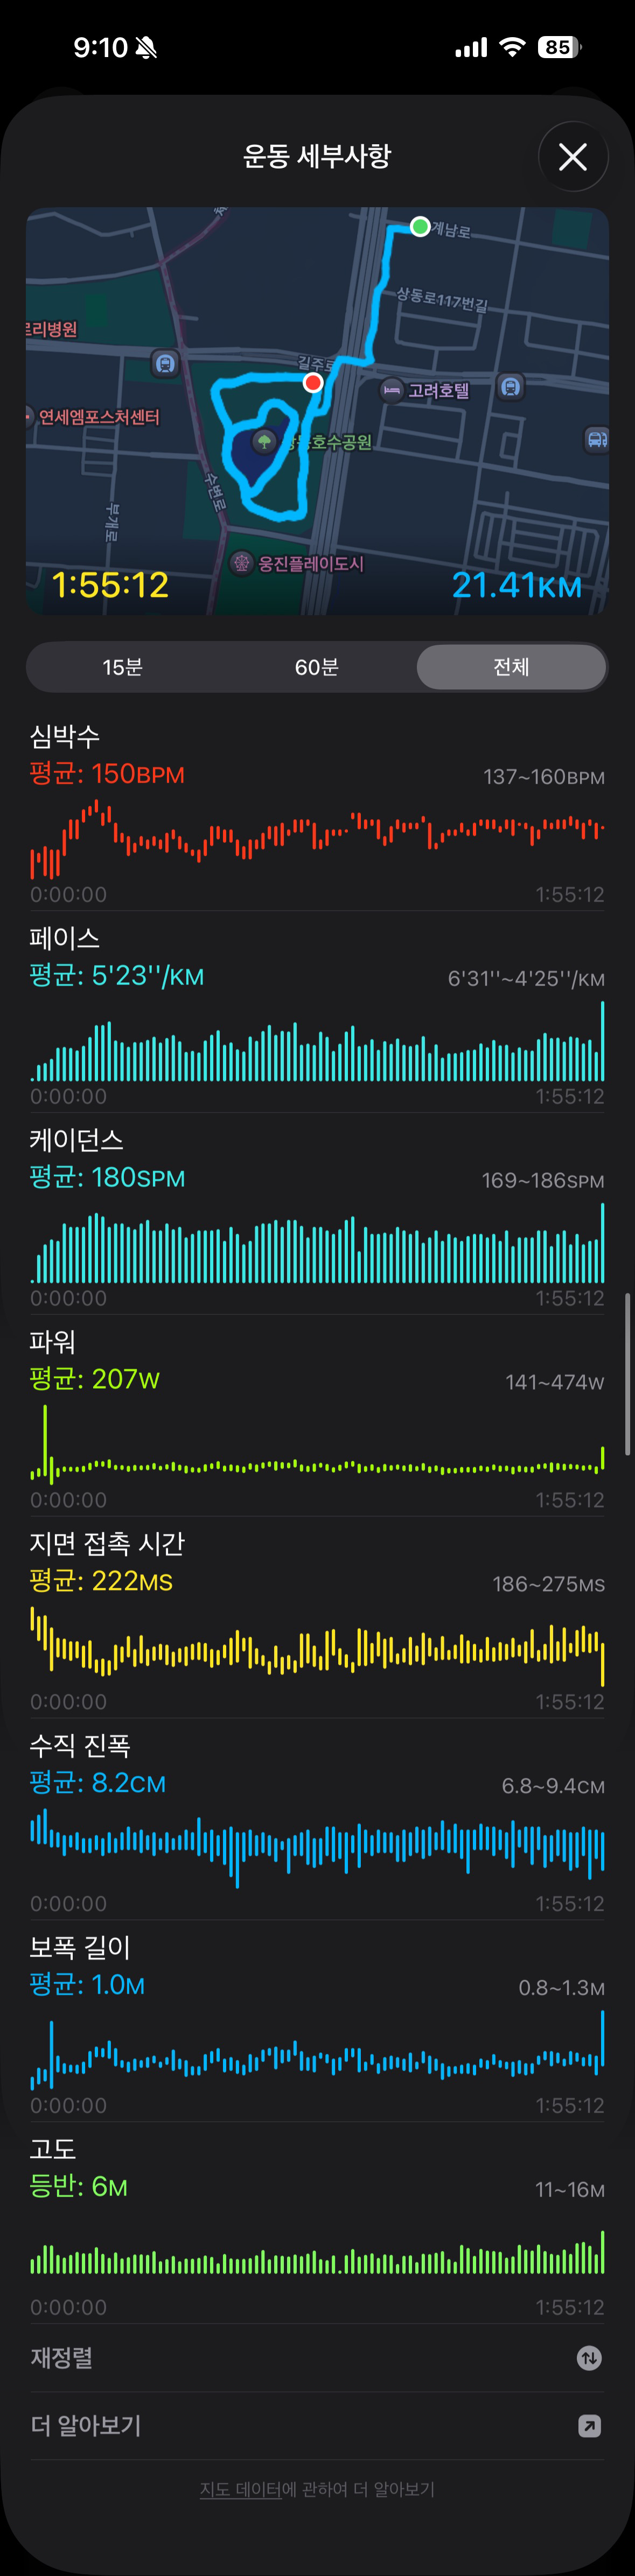 9:10
85
운동 세부사항
계남로
상동로117번길
르리병원
길주로
고려호텔
연세엠포스처센터
상동호수공원
수변로
부개로
웅진플레이도시
1:55:12
21.41KM
15분
60분
전체
심박수
평균: 150BPM
137~160BPM
0:00:00
1:55:12
페이스
평균: 5'23''/KM
6'31''~4'25''/KM
0:00:00
1:55:12
케이던스
평균: 180SPM
169~186SPM
0:00:00
1:55:12
파워
평균: 207W
141~474W
0:00:00
1:55:12
지면 접촉 시간
평균: 222MS
186~275MS
0:00:00
1:55:12
수직 진폭
평균: 8.2CM
6.8~9.4CM
0:00:00
1:55:12
보폭 길이
평균: 1.0M
0.8~1.3M
0:00:00
1:55:12
고도
등반: 6M
11~16M
0:00:00
1:55:12
재정렬
더 알아보기
지도 데이터에 관하여 더 알아보기